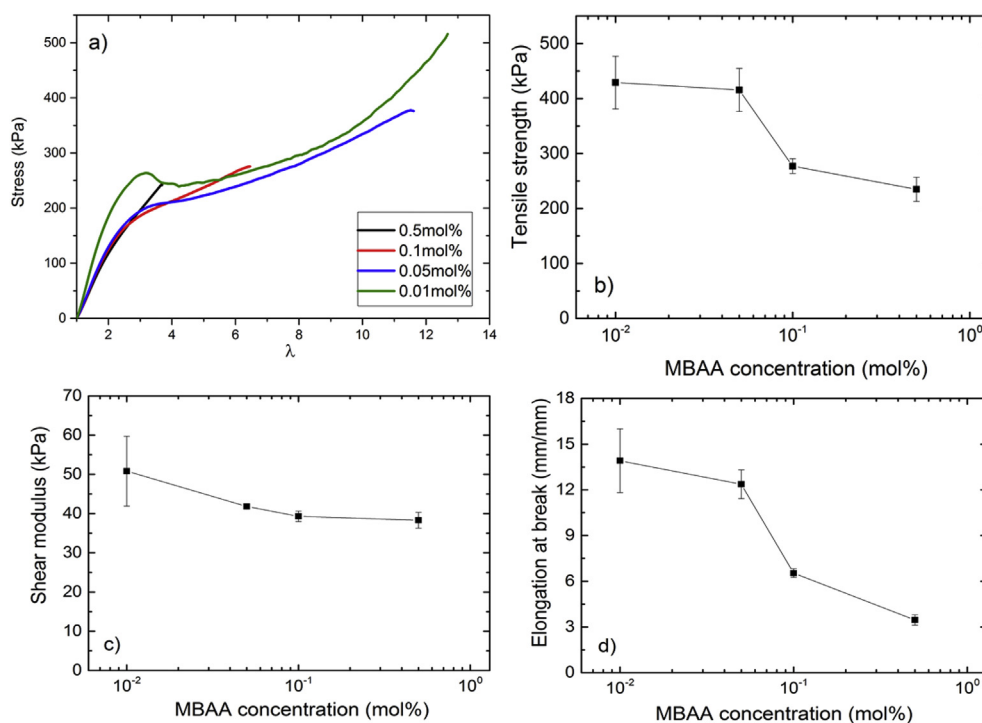 a)
500
400
300
200
100
0
Stress (kPa)
2 4 6 8 10 12 14
λ
0.5mol%
0.1mol%
0.05mol%
0.01mol%
500
400
300
200
100
0
Tensile strength (kPa)
b)
10⁻² 10⁻¹ 10⁰
MBAA concentration (mol%)
70
60
50
40
30
20
10
0
Shear modulus (kPa)
c)
10⁻² 10⁻¹ 10⁰
MBAA concentration (mol%)
18
15
12
9
6
3
0
Elongation at break (mm/mm)
d)
10⁻² 10⁻¹ 10⁰
MBAA concentration (mol%)